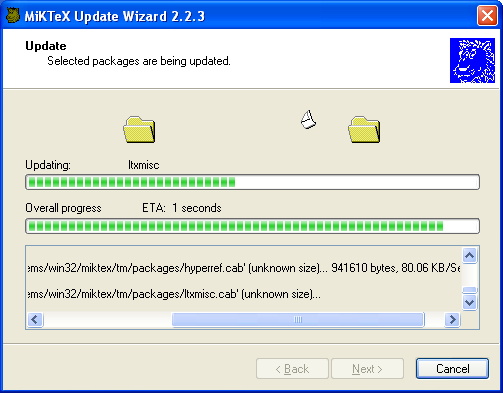 MiKTeX Update Wizard 2.2.3
Update
Selected packages are being updated.
Updating: ltxmisc
Overall progress ETA: 1 seconds
ems/win32/miktex/tm/packages/hyperref.cab' (unknown size)... 941610 bytes, 80.06 KB/Se
ems/win32/miktex/tm/packages/ltxmisc.cab' (unknown size)...
< Back Next > Cancel